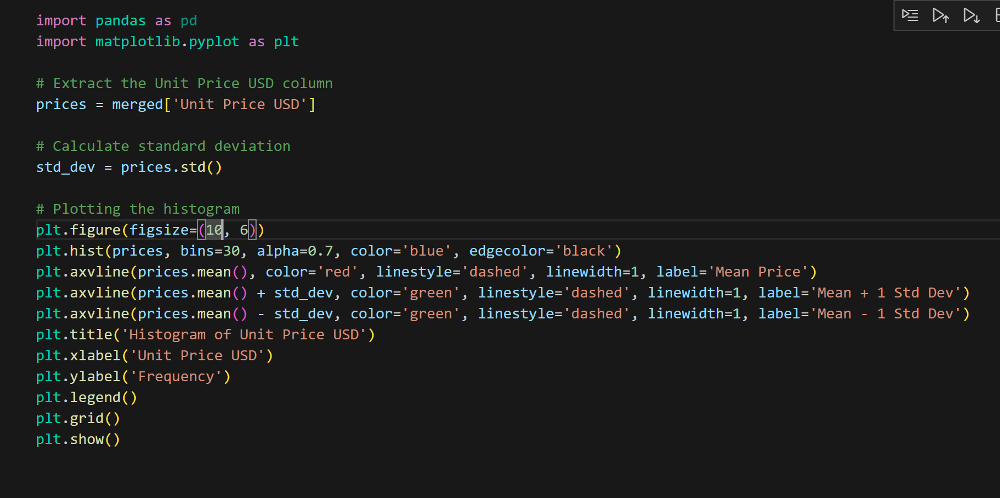 import pandas as pd
import matplotlib.pyplot as plt
# Extract the Unit Price USD column
prices = merged['Unit Price USD']
# Calculate standard deviation
std_dev = prices.std()
# Plotting the histogram
plt.figure(figsize=(10, 6))
plt.hist(prices, bins=30, alpha=0.7, color='blue', edgecolor='black')
plt.axvline(prices.mean(), color='red', linestyle='dashed', linewidth=1, label='Mean Price')
plt.axvline(prices.mean() + std_dev, color='green', linestyle='dashed', linewidth=1, label='Mean + 1 Std Dev')
plt.axvline(prices.mean() - std_dev, color='green', linestyle='dashed', linewidth=1, label='Mean - 1 Std Dev')
plt.title('Histogram of Unit Price USD')
plt.xlabel('Unit Price USD')
plt.ylabel('Frequency')
plt.legend()
plt.grid()
plt.show()